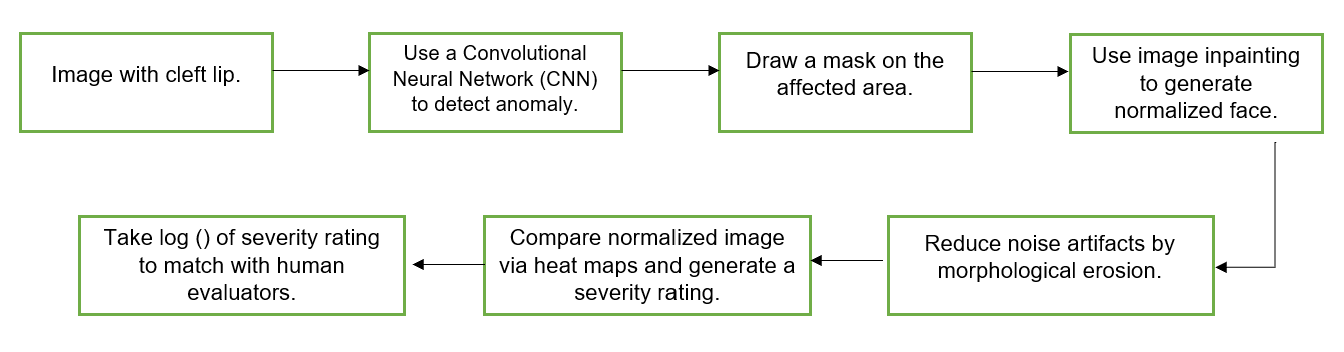 Image with cleft lip.
Use a Convolutional
Neural Network (CNN)
to detect anomaly.
Draw a mask on the
affected area.
Use image inpainting
to generate
normalized face.
Reduce noise artifacts by
morphological erosion.
Compare normalized image
via heat maps and generate a
severity rating.
Take log () of severity rating
to match with human
evaluators.